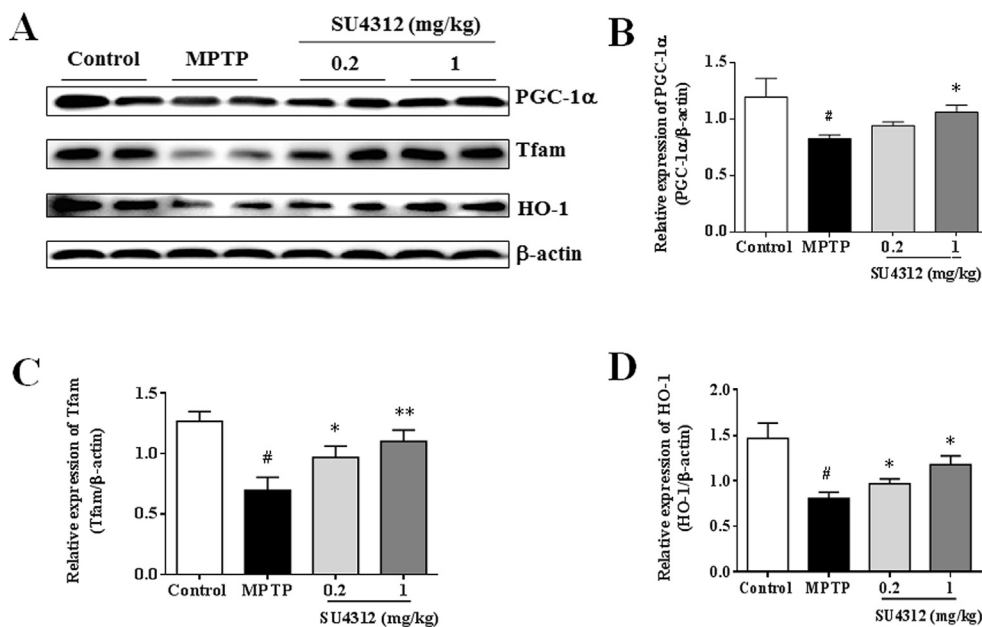 A
SU4312 (mg/kg)
Control MPTP 0.2 1
PGC-1α
Tfam
HO-1
β-actin
B
Relative expression of PGC-1α
(PGC-1α/β-actin)
1.5
1.0
0.5
0.0
#
*
Control MPTP 0.2 1
SU4312 (mg/kg)
C
Relative expression of Tfam
(Tfam/β-actin)
1.5
1.0
0.5
0.0
#
*
**
Control MPTP 0.2 1
SU4312 (mg/kg)
D
Relative expression of HO-1
(HO-1/β-actin)
2.0
1.5
1.0
0.5
0.0
#
*
*
Control MPTP 0.2 1
SU4312 (mg/kg)